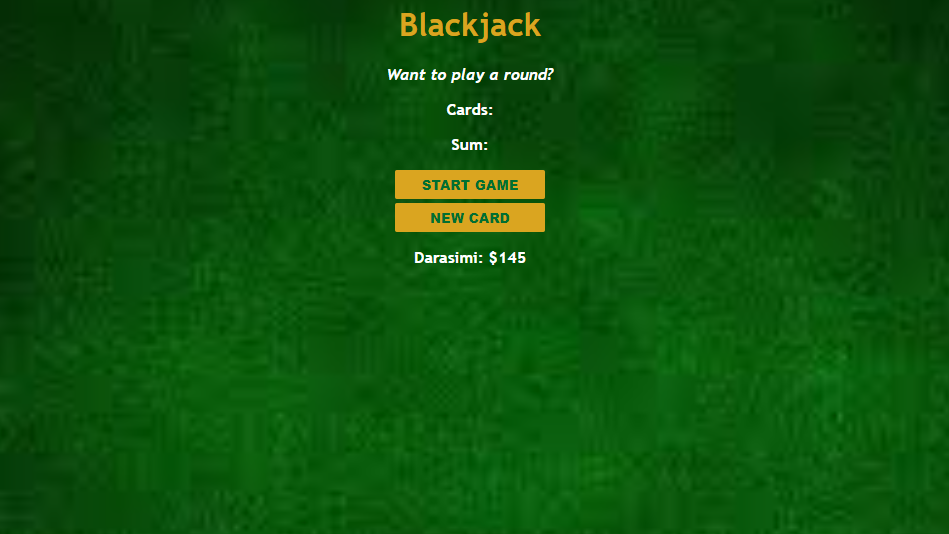 Blackjack
Want to play a round?
Cards:
Sum:
START GAME
NEW CARD
Darasimi: $145